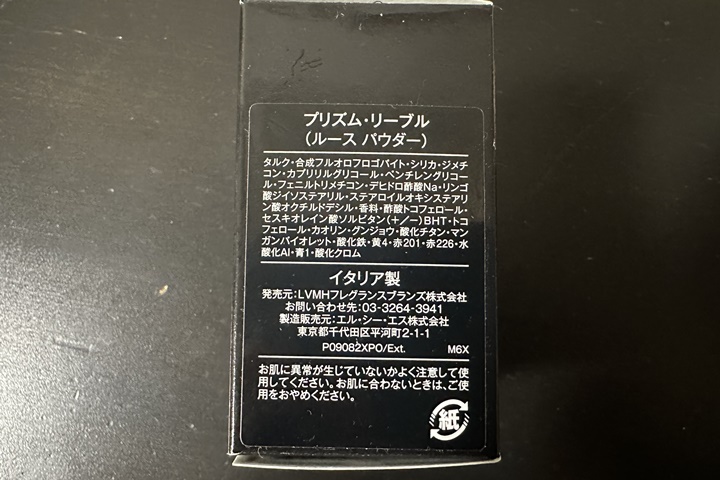 プリズム・リーブル
(ルース パウダー)
タルク・合成フルオロフロゴパイト・シリカ・ジメチ
コン・カプリリルグリコール・ペンチレングリコー
ル・フェニルトリメチコン・デヒドロ酢酸Na・リンゴ
酸ジイソステアリル・ステアロイルオキシステアリ
ン酸オクチルドデシル・香料・酢酸トコフェロール・
セスキオレイン酸ソルビタン(+/−)BHT・トコ
フェロール・カオリン・グンジョウ・酸化チタン・マン
ガンバイオレット・酸化鉄・黄4・赤201・赤226・水
酸化Al・青1・酸化クロム
イタリア製
発売元:LVMHフレグランスブランズ株式会社
お問い合わせ先:03-3264-3941
製造販売元:エル・シー・エス株式会社
東京都千代田区平河町2-1-1
P09082XPO/Ext. M6X
お肌に異常が生じていないかよく注意して使
用してください。お肌に合わないときは、ご使
用をおやめください。
紙